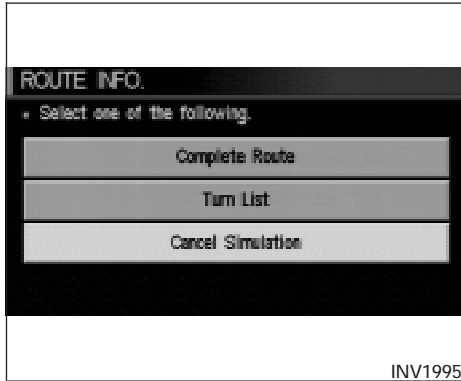 ROUTE INFO.
• Select one of the following.
Complete Route
Turn List
Cancel Simulation
INV1995